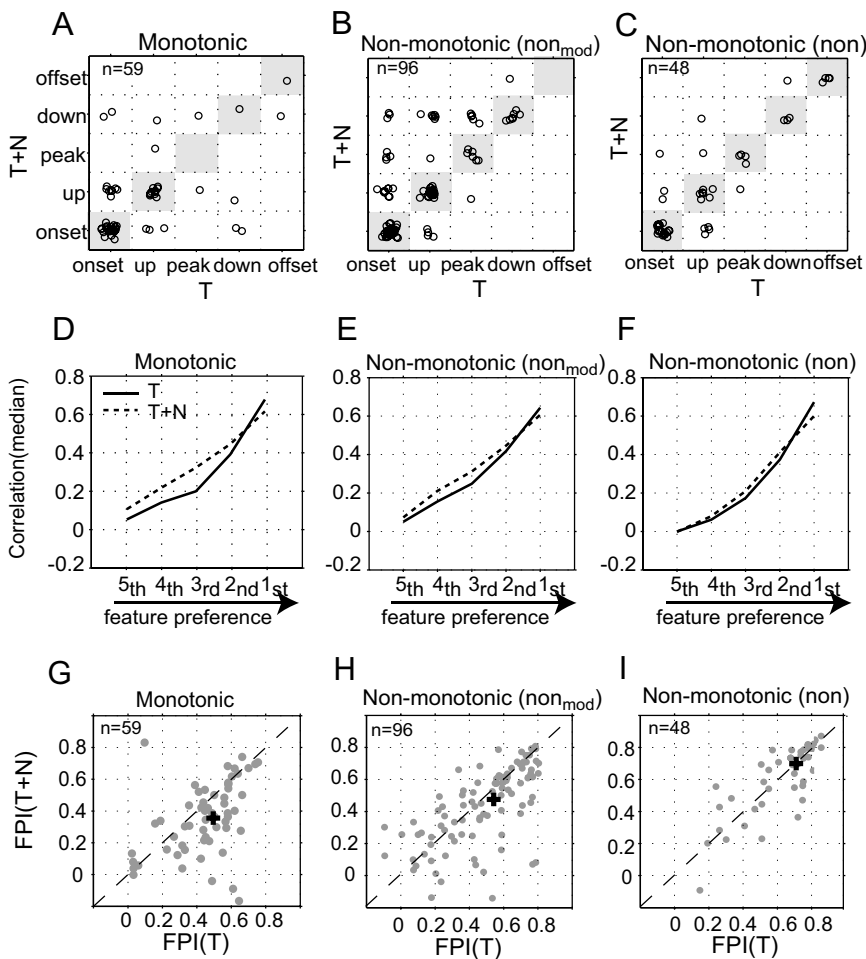 A
Monotonic
B
Non-monotonic (nonmod)
C
Non-monotonic (non)
n=59
n=96
n=48
T+N
offset
down
peak
up
onset
onset up peak down offset
T
T+N
onset up peak down offset
T
T+N
onset up peak down offset
T
D
Monotonic
E
Non-monotonic (nonmod)
F
Non-monotonic (non)
Correlation(median)
0.8
0.6
0.4
0.2
0
-0.2
T
T+N
5th 4th 3rd 2nd 1st
feature preference
0.8
0.6
0.4
0.2
0
-0.2
5th 4th 3rd 2nd 1st
feature preference
0.8
0.6
0.4
0.2
0
-0.2
5th 4th 3rd 2nd 1st
feature preference
G
Monotonic
H
Non-monotonic (nonmod)
I
Non-monotonic (non)
n=59
n=96
n=48
FPI(T+N)
0.8
0.6
0.4
0.2
0
0 0.2 0.4 0.6 0.8
FPI(T)
0.8
0.6
0.4
0.2
0
0 0.2 0.4 0.6 0.8
FPI(T)
0.8
0.6
0.4
0.2
0
0 0.2 0.4 0.6 0.8
FPI(T)